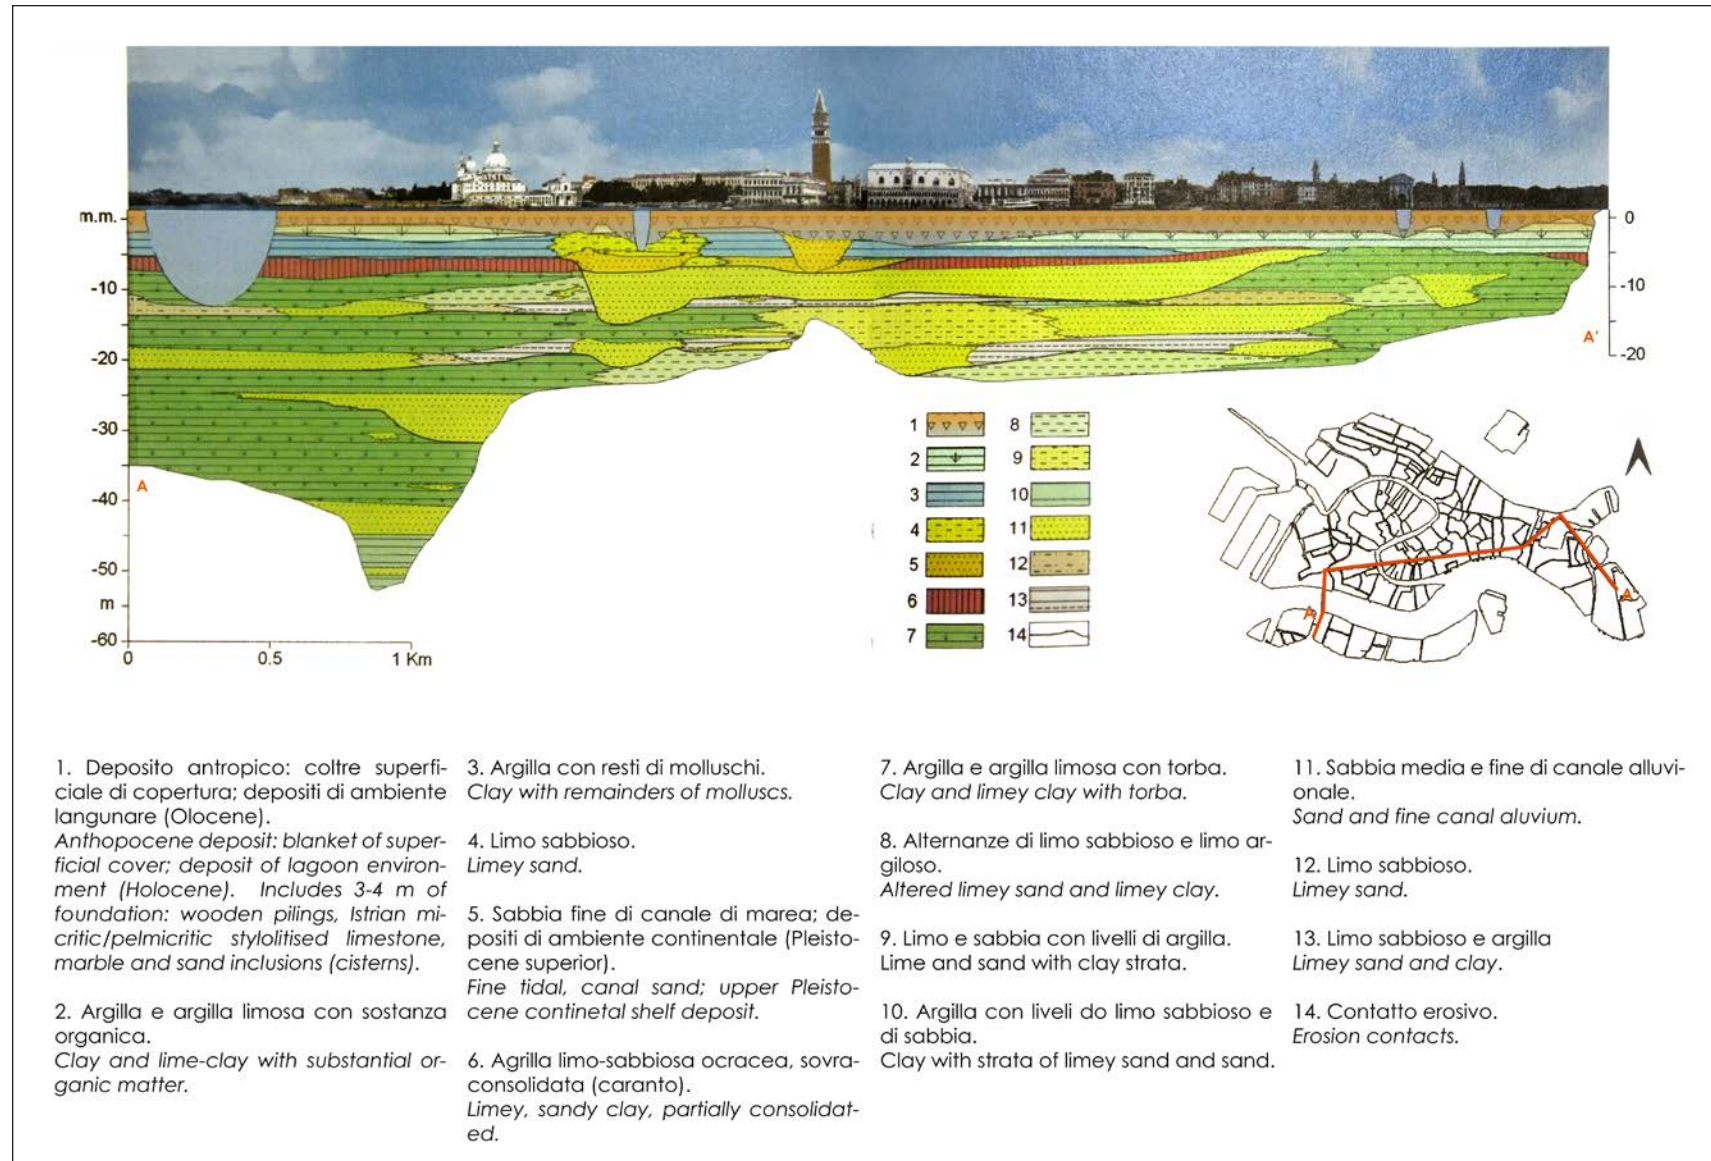 m.m.
0
-10
-10
-20
-20
A'
-30
A
-40
-50
m
-60
0
0.5
1 Km
1
8
2
9
3
10
4
11
5
12
6
13
7
14
A
A
1. Deposito antropico: coltre superfi-
ciale di copertura; depositi di ambiente
langunare (Olocene).
Anthopocene deposit: blanket of super-
ficial cover; deposit of lagoon environ-
ment (Holocene). Includes 3-4 m of
foundation: wooden pilings, Istrian mi-
critic/pelmicritic stylolitised limestone,
marble and sand inclusions (cisterns).
2. Argilla e argilla limosa con sostanza
organica.
Clay and lime-clay with substantial or-
ganic matter.
3. Argilla con resti di molluschi.
Clay with remainders of molluscs.
4. Limo sabbioso.
Limey sand.
5. Sabbia fine di canale di marea; de-
positi di ambiente continentale (Pleisto-
cene superior).
Fine tidal, canal sand; upper Pleisto-
cene continetal shelf deposit.
6. Agrilla limo-sabbiosa ocracea, sovra-
consolidata (caranto).
Limey, sandy clay, partially consolidat-
ed.
7. Argilla e argilla limosa con torba.
Clay and limey clay with torba.
8. Alternanze di limo sabbioso e limo ar-
giloso.
Altered limey sand and limey clay.
9. Limo e sabbia con livelli di argilla.
Lime and sand with clay strata.
10. Argilla con liveli do limo sabbioso e
di sabbia.
Clay with strata of limey sand and sand.
11. Sabbia media e fine di canale alluvi-
onale.
Sand and fine canal aluvium.
12. Limo sabbioso.
Limey sand.
13. Limo sabbioso e argilla
Limey sand and clay.
14. Contatto erosivo.
Erosion contacts.